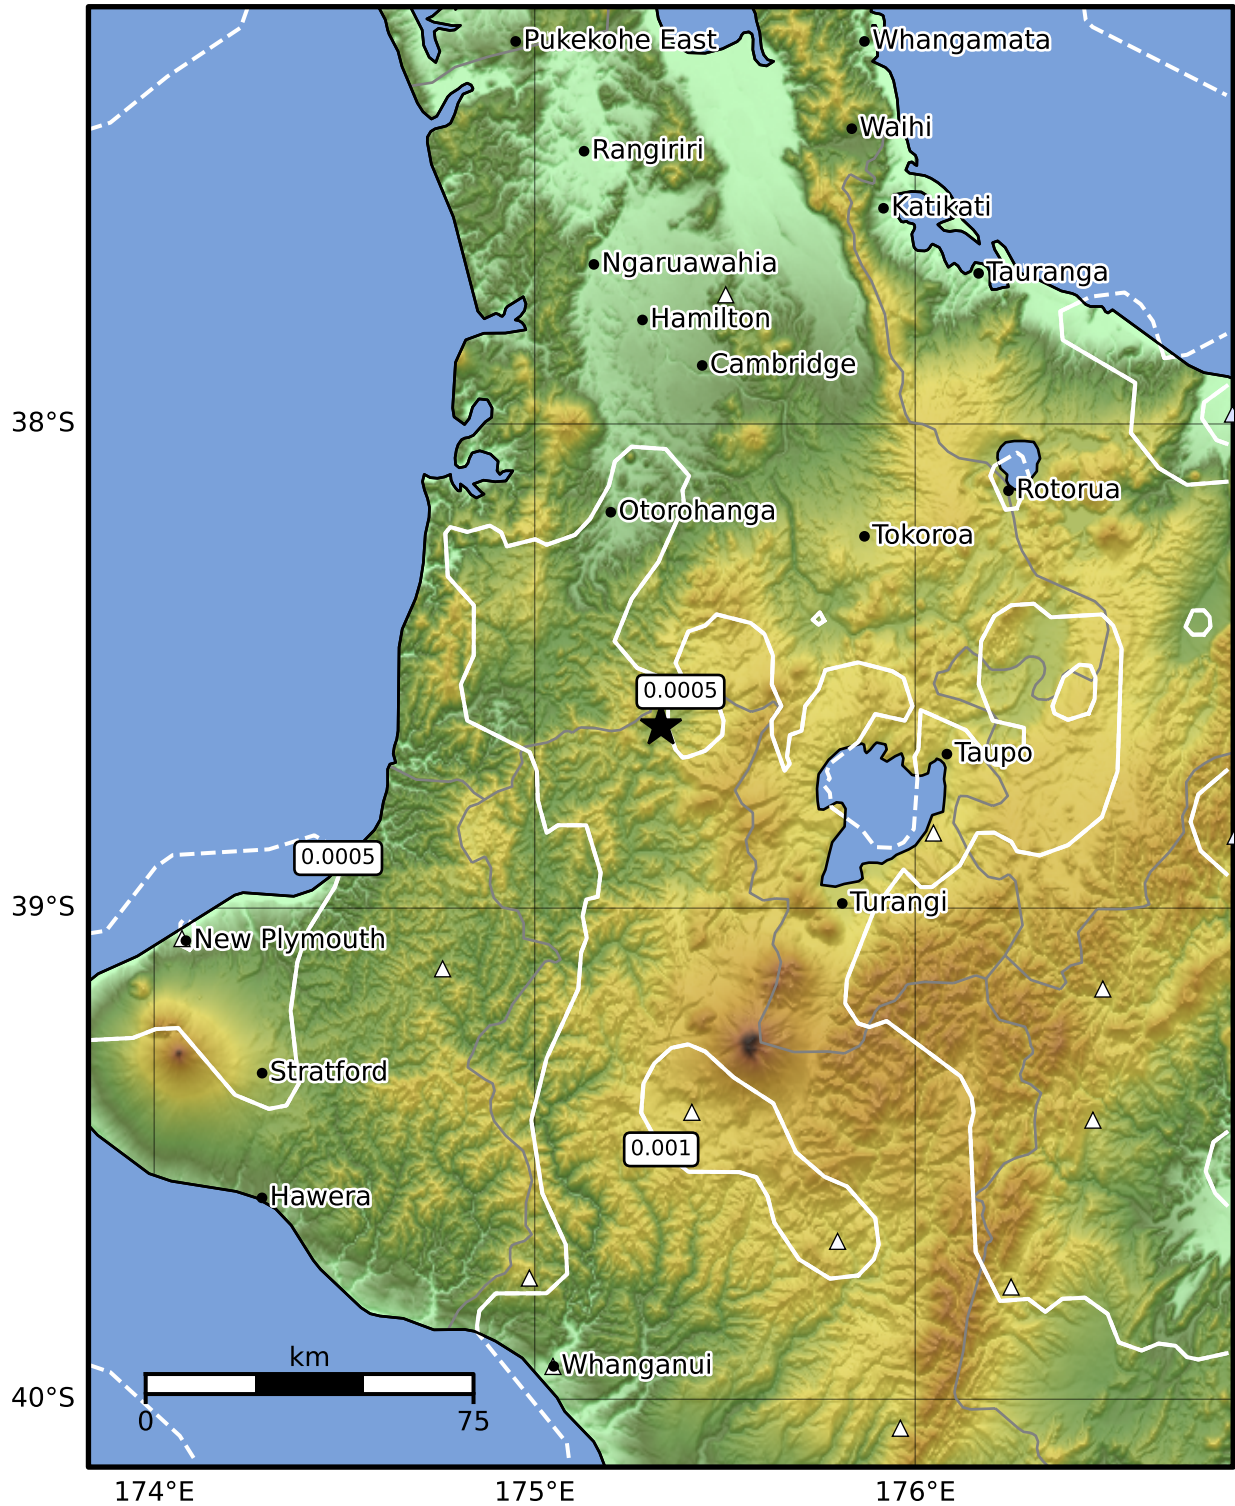 Pukekohe East
Whangamata
Waihi
Rangiriri
Katikati
Ngaruawahia
Tauranga
Hamilton
Cambridge
38°S
Rotorua
Otorohanga
Tokoroa
0.0005
Taupo
0.0005
39°S
Turangi
New Plymouth
Stratford
0.001
Hawera
km
Whanganui
40°S
0 75
174°E 175°E 176°E